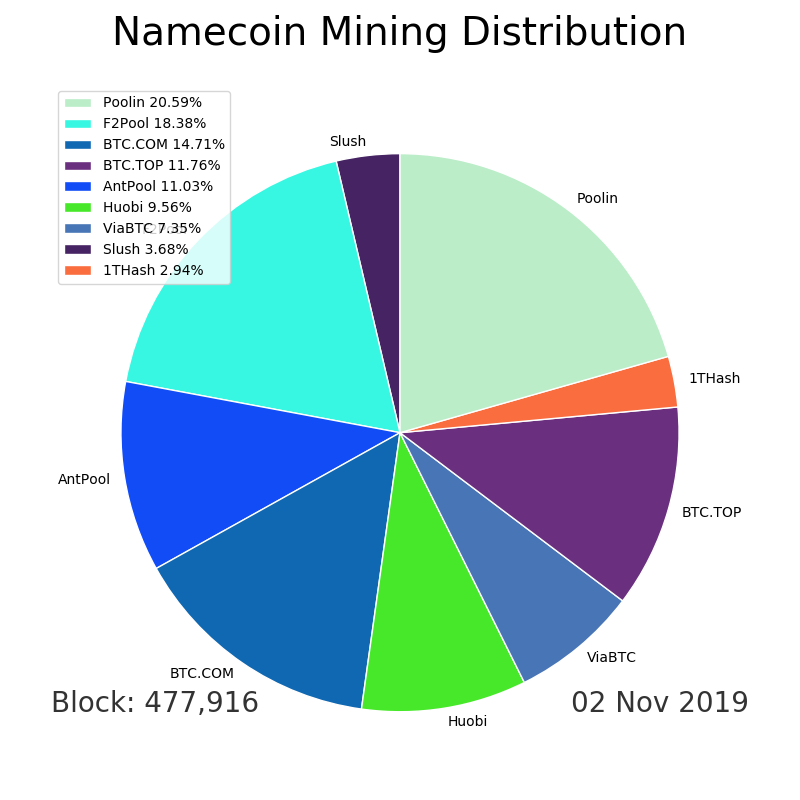 Namecoin Mining Distribution
Poolin 20.59%
F2Pool 18.38%
BTC.COM 14.71%
BTC.TOP 11.76%
AntPool 11.03%
Huobi 9.56%
ViaBTC 7.35%
Slush 3.68%
1THash 2.94%
Slush
Poolin
1THash
AntPool
BTC.TOP
ViaBTC
BTC.COM
Block: 477,916
02 Nov 2019
Huobi